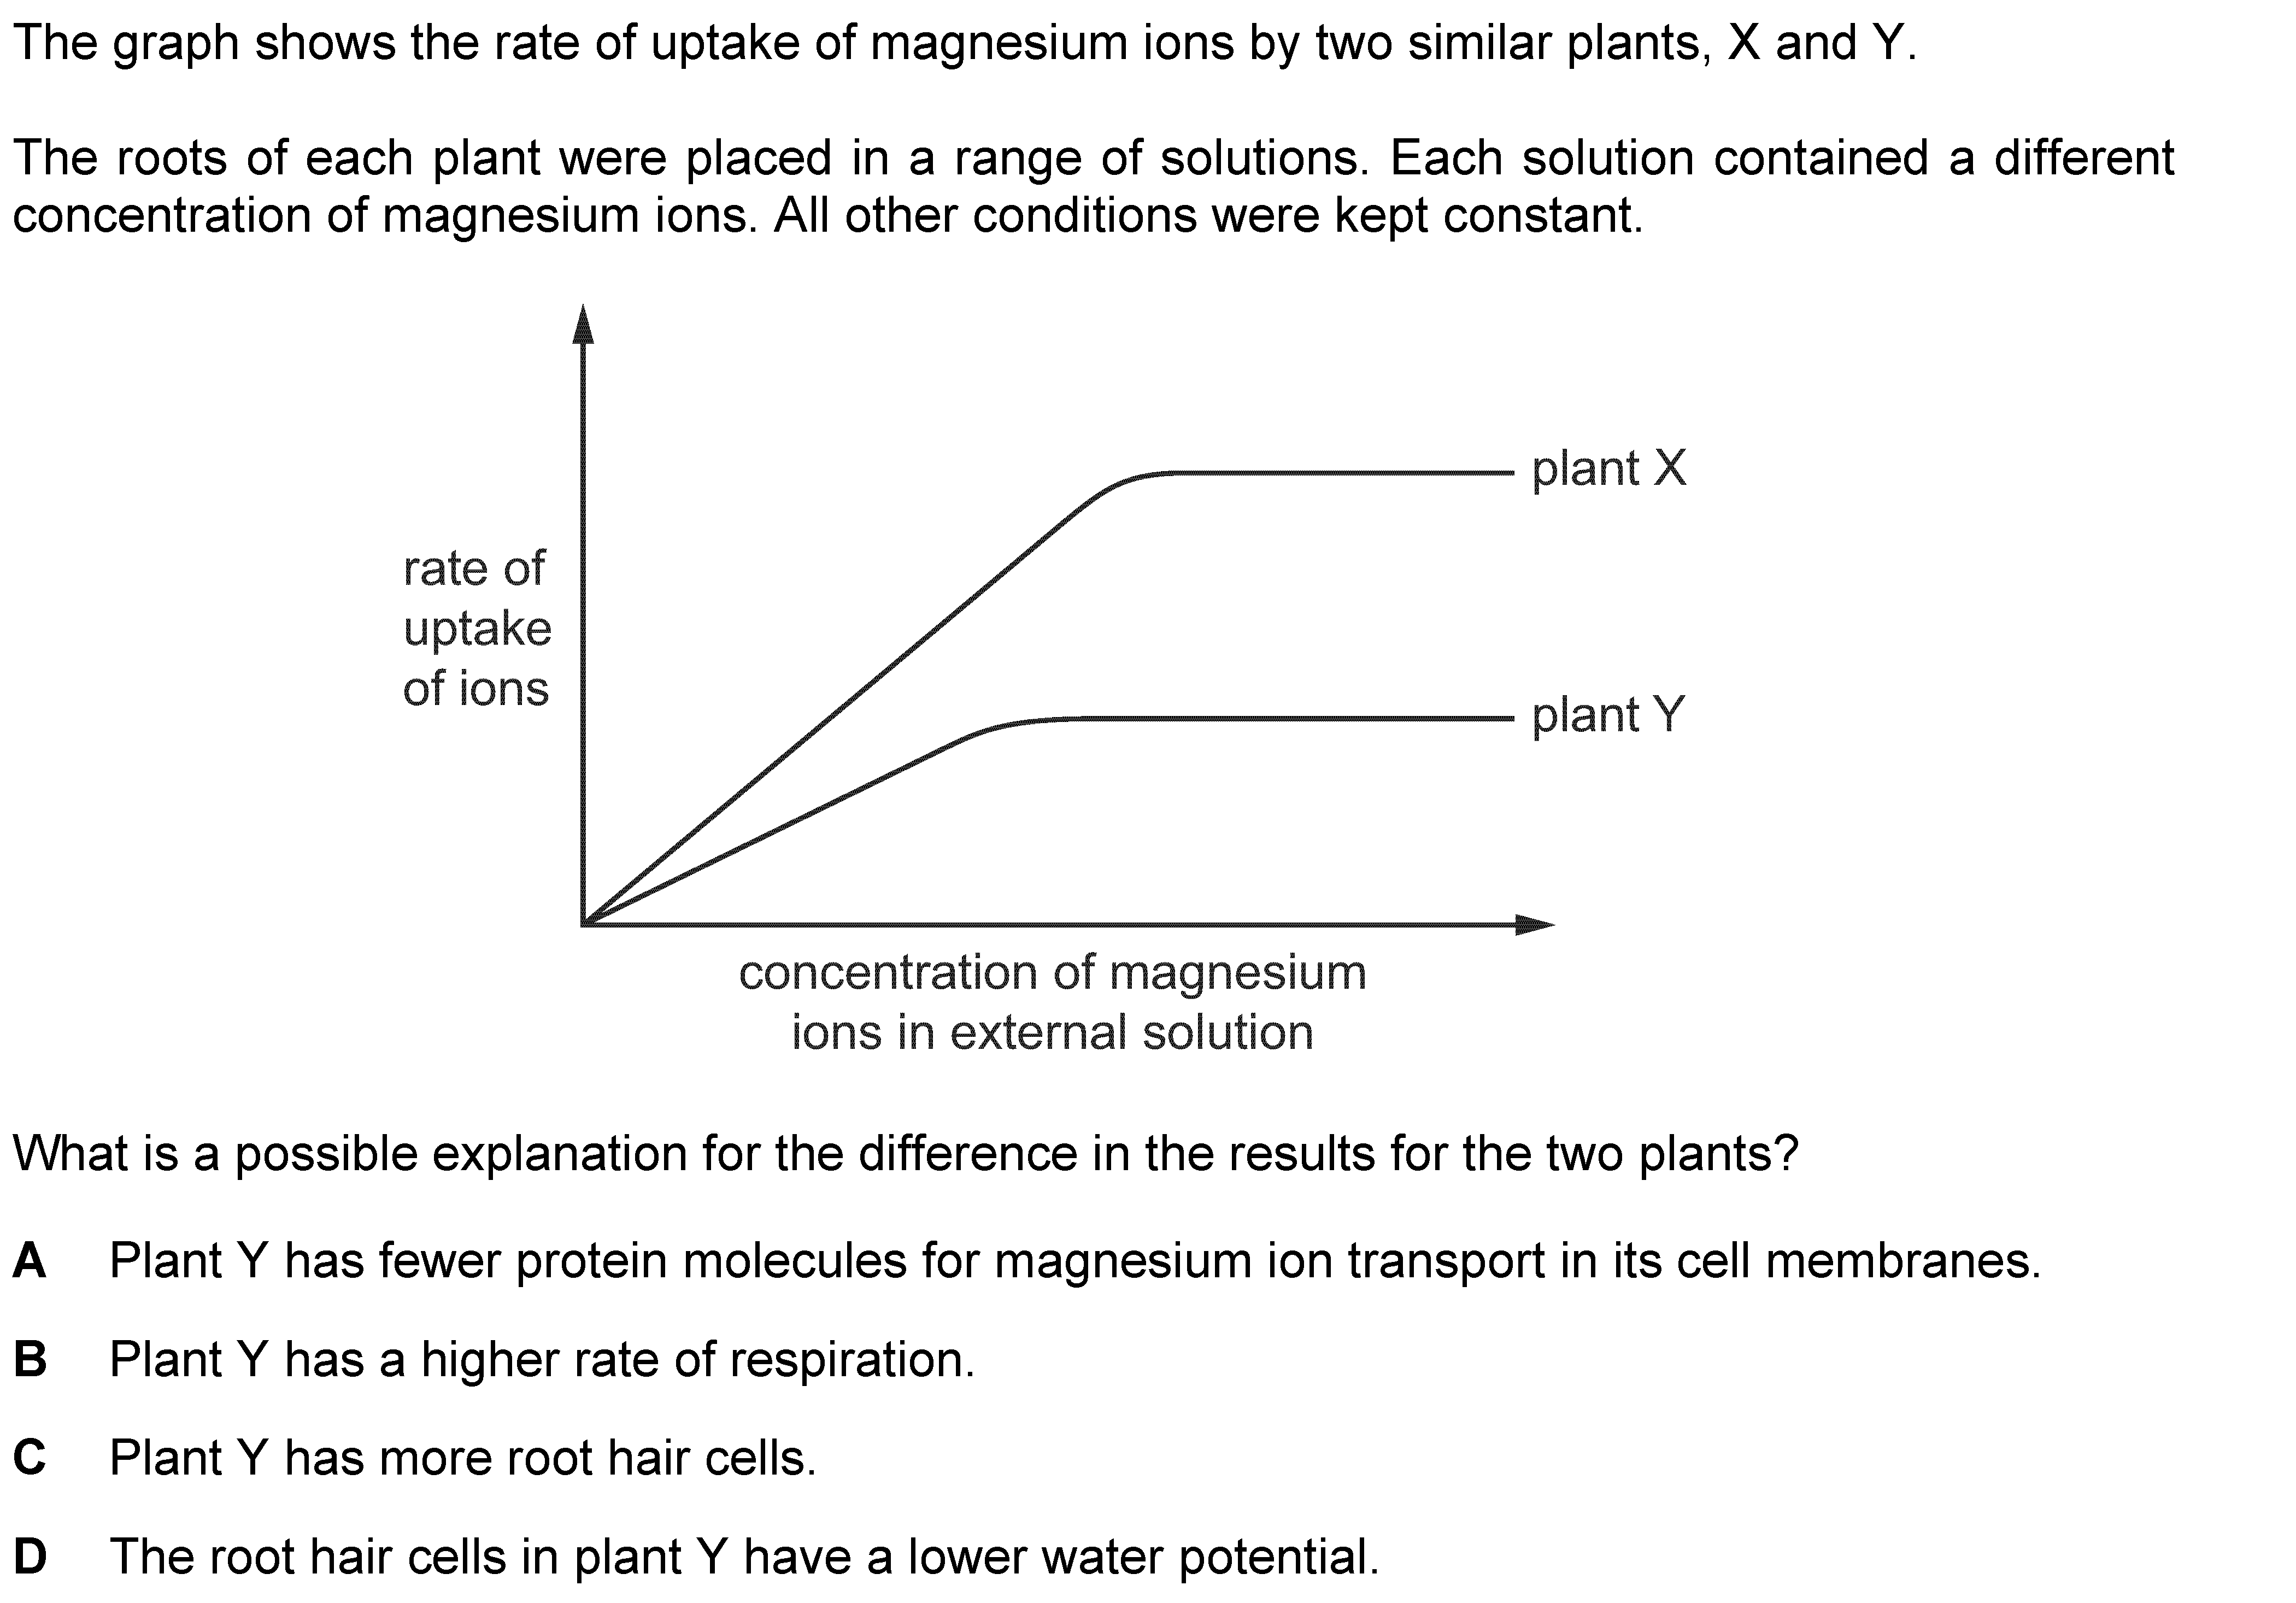 The graph shows the rate of uptake of magnesium ions by two similar plants, X and Y.
The roots of each plant were placed in a range of solutions. Each solution contained a different
concentration of magnesium ions. All other conditions were kept constant.
plant X
rate of
uptake
of ions
plant Y
concentration of magnesium
ions in external solution
What is a possible explanation for the difference in the results for the two plants?
A Plant Y has fewer protein molecules for magnesium ion transport in its cell membranes.
B Plant Y has a higher rate of respiration.
C Plant Y has more root hair cells.
D The root hair cells in plant Y have a lower water potential.